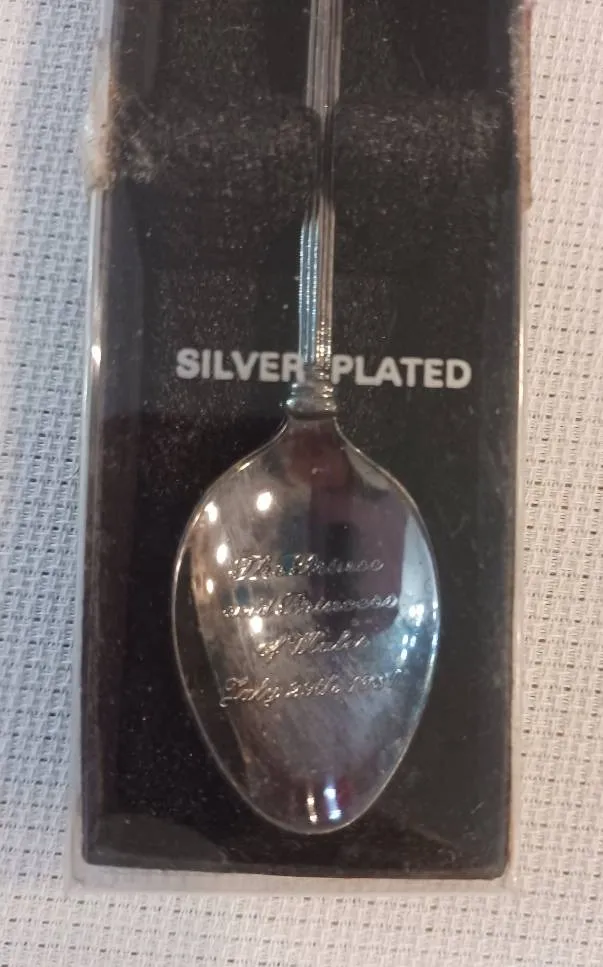 SILVER PLATED
The Prince
and Princess
of Wales
July 29th 1981